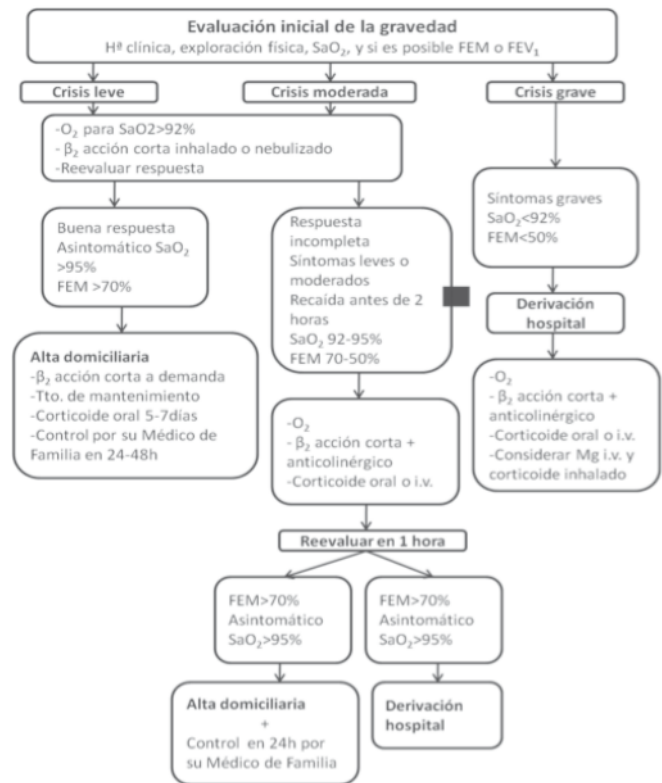 Evaluación inicial de la gravedad
Hª clínica, exploración física, SaO₂, y si es posible FEM o FEV₁
Crisis leve
Crisis moderada
Crisis grave
-O₂ para SaO2>92%
- β₂ acción corta inhalado o nebulizado
-Reevaluar respuesta
Buena respuesta
Asintomático SaO₂
>95%
FEM >70%
Respuesta
incompleta
Síntomas leves o
moderados
Recaída antes de 2
horas
SaO₂ 92-95%
FEM 70-50%
Síntomas graves
SaO₂<92%
FEM<50%
Derivación
hospital
Alta domiciliaria
-β₂ acción corta a demanda
-Tto. de mantenimiento
-Corticoide oral 5-7días
-Control por su Médico de
Familia en 24-48h
-O₂
- β₂ acción corta +
anticolinérgico
-Corticoide oral o i.v.
-O₂
- β₂ acción corta +
anticolinérgico
-Corticoide oral o i.v.
-Considerar Mg i.v. y
corticoide inhalado
Reevaluar en 1 hora
FEM>70%
Asintomático
SaO₂>95%
FEM>70%
Asintomático
SaO₂>95%
Alta domiciliaria
+
Control en 24h por
su Médico de Familia
Derivación
hospital